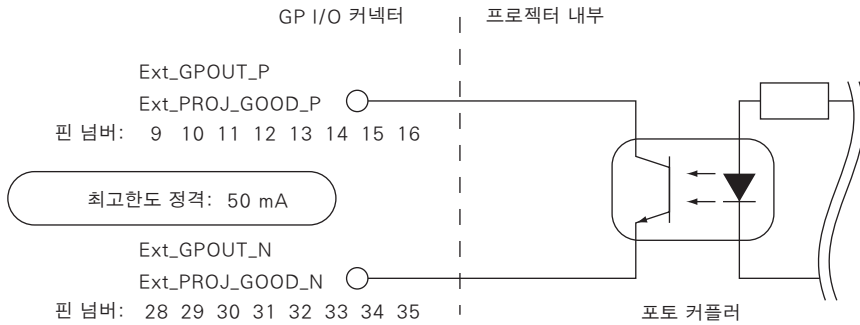 GP I/O 커넥터
프로젝터 내부
Ext_GPOUT_P
Ext_PROJ_GOOD_P
핀 넘버: 9 10 11 12 13 14 15 16
최고한도 정격: 50 mA
Ext_GPOUT_N
Ext_PROJ_GOOD_N
핀 넘버: 28 29 30 31 32 33 34 35
포토 커플러